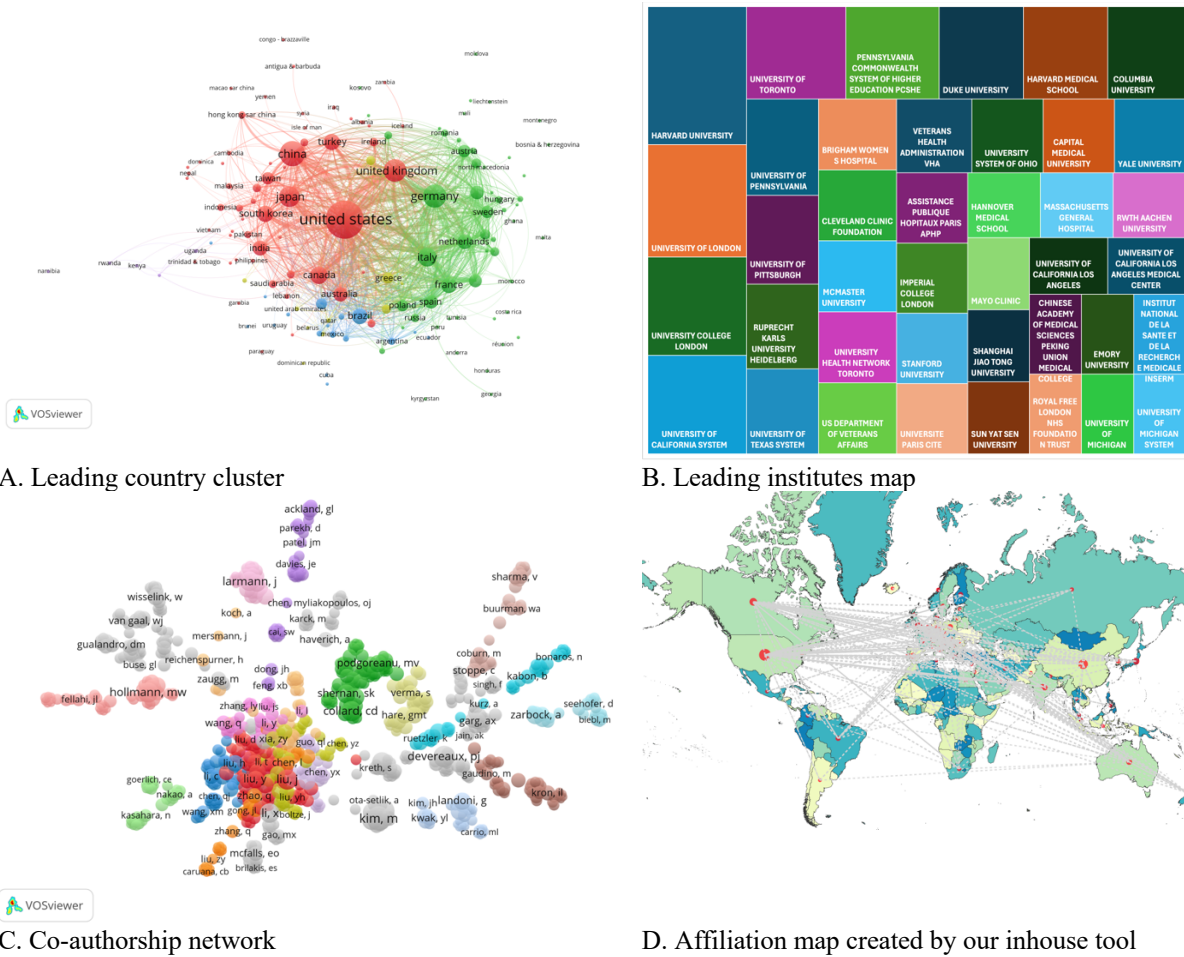 congo - brazzaville
moldova
antigua & barbuda
zambia
macao sar china
kosovo
yemen
liechtenstein
iraq
hong kong sar china
syria
mali
montenegro
isle of man
albania
iceland
romania
turkey
ireland
bosnia & herzegovina
china
austria
cambodia
dominica
united kingdom
north macedonia
nepal
taiwan
malaysia
japan
germany
hungary
indonesia
south korea
sweden
united states
ghana
vietnam
pakistan
netherlands
malta
india
uganda
italy
rwanda
kenya
trinidad & tobago
philippines
namibia
canada
greece
saudi arabia
france
morocco
lebanon
australia
gambia
poland
spain
united arab emirates
brazil
russia
tunisia
costa rica
qatar
brunei
uruguay
belarus
mexico
peru
argentina
ecuador
réunion
paraguay
andorra
dominican republic
cuba
honduras
georgia
kyrgyzstan
VOSviewer
A. Leading country cluster
HARVARD UNIVERSITY
UNIVERSITY OF LONDON
UNIVERSITY COLLEGE
LONDON
UNIVERSITY OF
CALIFORNIA SYSTEM
UNIVERSITY OF
TORONTO
PENNSYLVANIA
COMMONWEALTH
SYSTEM OF HIGHER
EDUCATION PCSHE
DUKE UNIVERSITY
HARVARD MEDICAL
SCHOOL
COLUMBIA
UNIVERSITY
UNIVERSITY OF
PENNSYLVANIA
UNIVERSITY OF
PITTSBURGH
RUPRECHT
KARLS
UNIVERSITY
HEIDELBERG
UNIVERSITY OF
TEXAS SYSTEM
BRIGHAM WOMEN
S HOSPITAL
CLEVELAND CLINIC
FOUNDATION
MCMASTER
UNIVERSITY
UNIVERSITY
HEALTH NETWORK
TORONTO
US DEPARTMENT
OF VETERANS
AFFAIRS
VETERANS
HEALTH
ADMINISTRATION
VHA
ASSISTANCE
PUBLIQUE
HOPITAUX PARIS
APHP
IMPERIAL
COLLEGE
LONDON
STANFORD
UNIVERSITY
UNIVERSITE
PARIS CITE
UNIVERSITY
SYSTEM OF OHIO
CAPITAL
MEDICAL
UNIVERSITY
YALE UNIVERSITY
HANNOVER
MEDICAL
SCHOOL
MASSACHUSETTS
GENERAL
HOSPITAL
RWTH AACHEN
UNIVERSITY
MAYO CLINIC
SHANGHAI
JIAO TONG
UNIVERSITY
SUN YAT SEN
UNIVERSITY
UNIVERSITY OF
CALIFORNIA LOS
ANGELES
UNIVERSITY OF
CALIFORNIA LOS
ANGELES MEDICAL
CENTER
CHINESE
ACADEMY
OF MEDICAL
SCIENCES
PEKING
UNION
MEDICAL
COLLEGE
EMORY
UNIVERSITY
INSTITUT
NATIONAL
DE LA
SANTE ET
DE LA
RECHERCH
E MEDICALE
INSERM
ROYAL FREE
LONDON
NHS
FOUNDATIO
N TRUST
UNIVERSITY
OF
MICHIGAN
UNIVERSITY
OF
MICHIGAN
SYSTEM
B. Leading institutes map
ackland, gl
parekh, d
patel, jm
davies, je
larmann, j
sharma, v
wisselink, w
chen, myliakopoulos, oj
buurman, wa
van gaal, wj
koch, a
karck, m
gualandro, dm
mersmann, j
cai, sw
haverich, a
buse, gl
reichenspurner, h
coburn, m
bonaros, n
dong, jh
podgoreanu, mv
stoppe, c
kabon, b
zaugg, m
feng, xb
singh, f
fellahi, jl
hollmann, mw
shernan, sk
verma, s
zhang, ly
liu, js
li, l
collard, cd
kurz, a
seehofer, d
wang, q
li, y
hare, gmt
garg, ax
zarbock, a
biebl, m
liu, d
xia, zy
guo, ql
chen, yz
ruetzler, k
jain, ak
liu, h
li, t
chen, l
devereaux, pj
li, c
liu, y
liu, j
chen, yx
kreth, s
gaudino, m
goerlich, ce
nakao, a
chen, qj
zhao, q
liu, yh
ota-setlik, a
kim, jh
landoni, g
kron, il
kasahara, n
wang, xm
gong, jl
li, x
boltze, j
kim, m
kwak, yl
zhang, q
gao, mx
carrio, ml
liu, zy
mcfalls, eo
caruana, cb
brilakis, es
VOSviewer
C. Co-authorship network
D. Affiliation map created by our inhouse tool